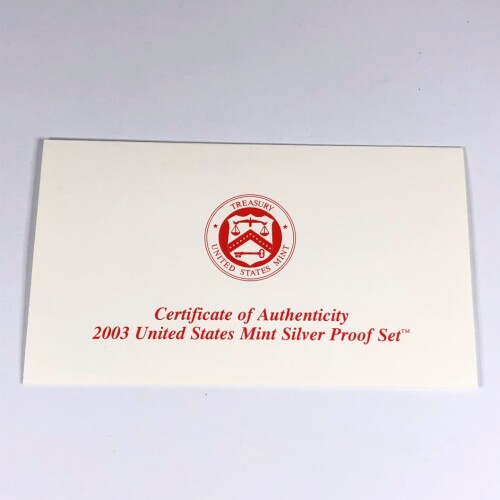 TREASURY
UNITED STATES MINT
Certificate of Authenticity
2003 United States Mint Silver Proof Set™